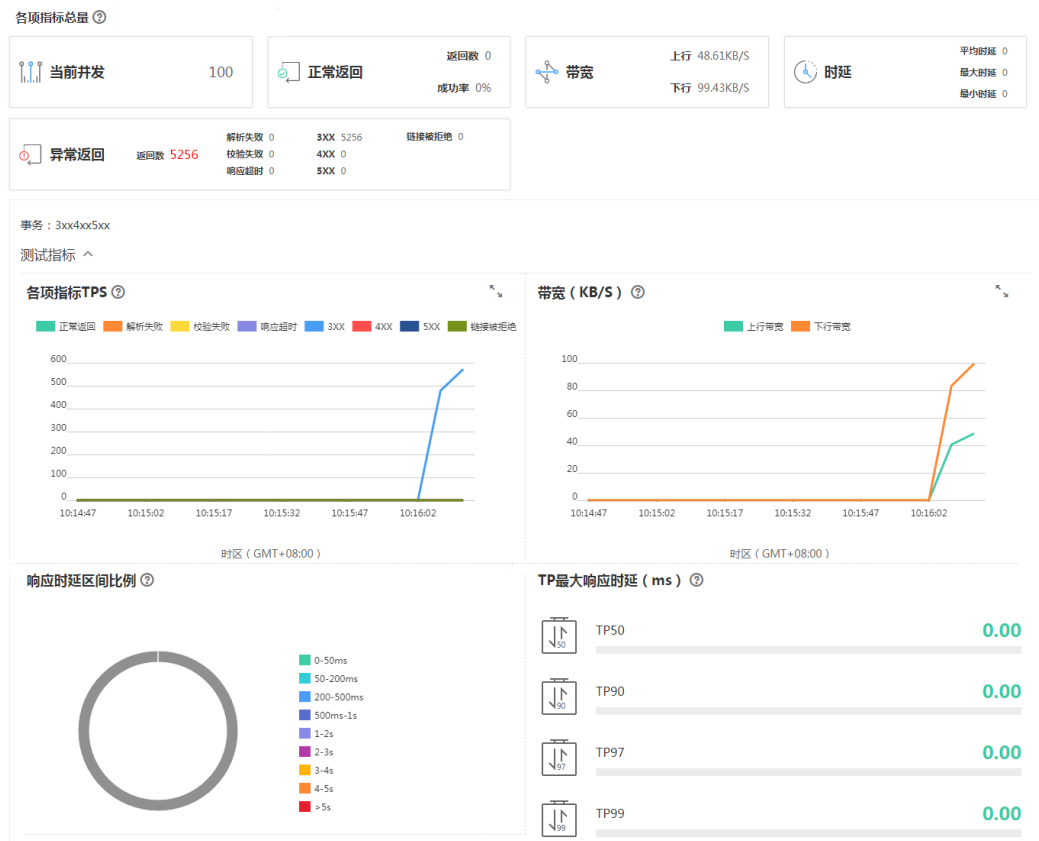 各项指标总量 ?
当前并发 100
正常返回
返回数 0
成功率 0%
带宽
上行 48.61KB/S
下行 99.43KB/S
时延
平均时延 0
最大时延 0
最小时延 0
异常返回 返回数 5256
解析失败 0 3XX 5256 链接被拒绝 0
校验失败 0 4XX 0
响应超时 0 5XX 0
事务：3xx4xx5xx
测试指标
各项指标TPS ?
正常返回 解析失败 校验失败 响应超时 3XX 4XX 5XX 链接被拒绝
600
500
400
300
200
100
0
10:14:47 10:15:02 10:15:17 10:15:32 10:15:47 10:16:02
时区（GMT+08:00）
带宽（KB/S） ?
上行带宽 下行带宽
100
80
60
40
20
0
10:14:47 10:15:02 10:15:17 10:15:32 10:15:47 10:16:02
时区（GMT+08:00）
响应时延区间比例 ?
0-50ms
50-200ms
200-500ms
500ms-1s
1-2s
2-3s
3-4s
4-5s
>5s
TP最大响应时延（ms） ?
50 TP50 0.00
90 TP90 0.00
97 TP97 0.00
99 TP99 0.00